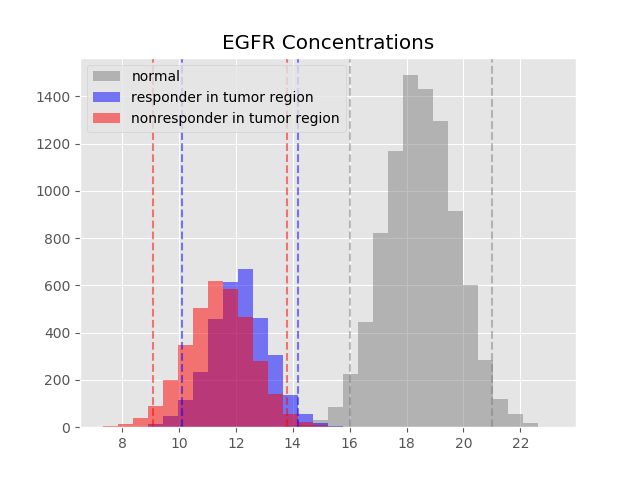 EGFR Concentrations
normal
responder in tumor region
nonresponder in tumor region
1400
1200
1000
800
600
400
200
0
8 10 12 14 16 18 20 22